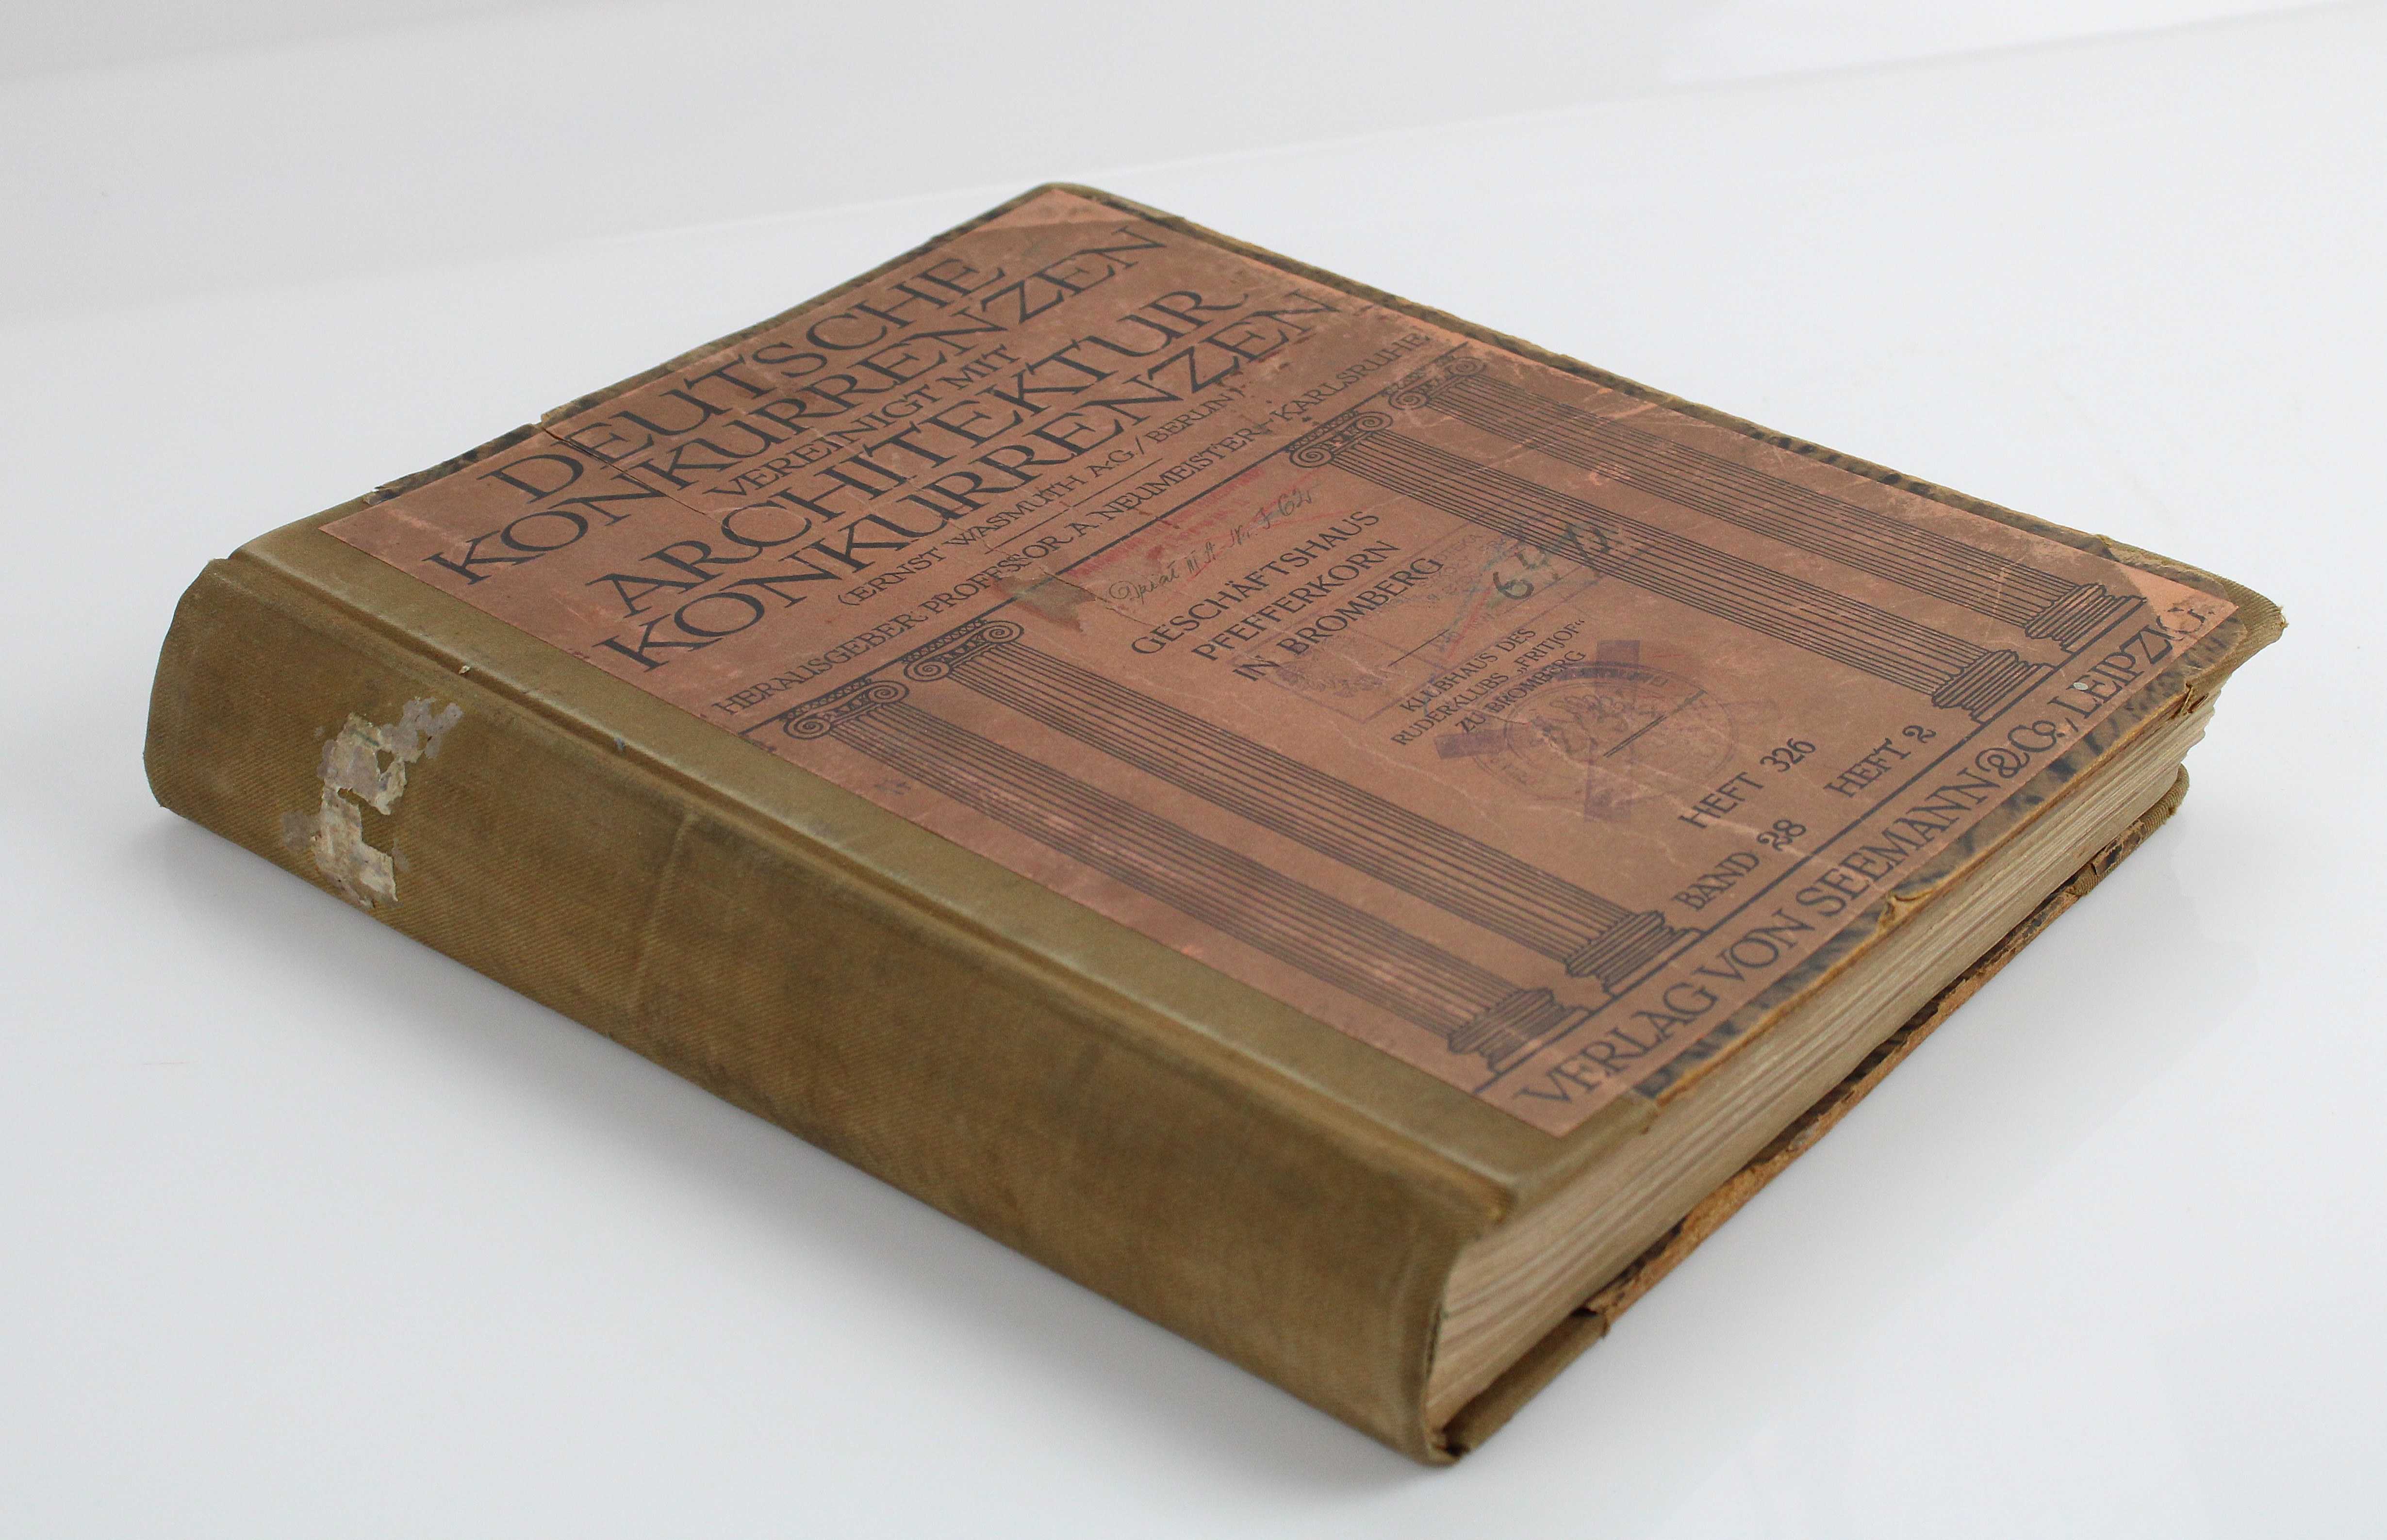 DEUTSCHE
KONKURRENZEN
VEREINIGT MIT
ARCHITEKTUR
KONKURRENZEN
(ERNST WASMUTH A-G/BERLIN)
HERAUSGEBER: PROFESSOR A NEUMEISTER-KARLSRUHE
GESCHÄFTSHAUS
PFEFFERKORN
IN BROMBERG
KLUBHAUS DES
RUDERKLUBS „FRITJOF“
ZU BROMBERG
HEFT 326
BAND 28 HEFT 2
VERLAG VON SEEMANN & Co., LEIPZIG.